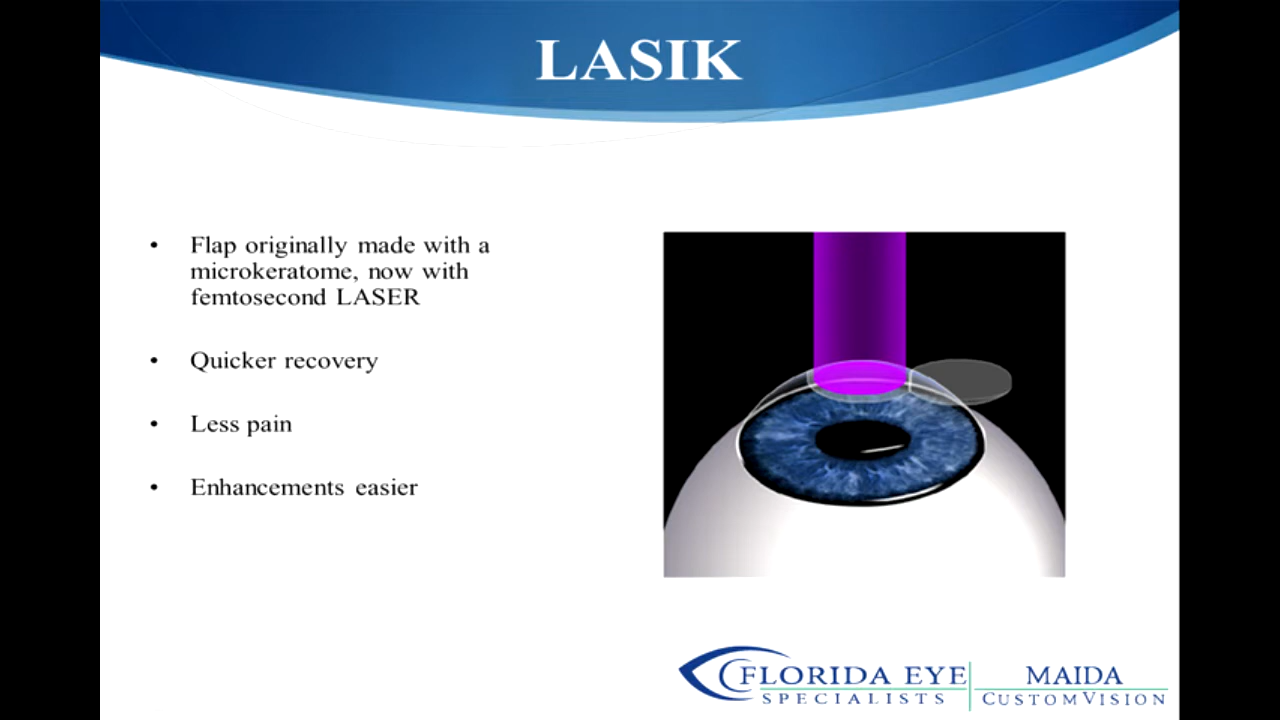 LASIK
• Flap originally made with a
microkeratome, now with
femtosecond LASER
• Quicker recovery
• Less pain
• Enhancements easier
FLORIDA EYE
SPECIALISTS
MAIDA
CUSTOMVISION